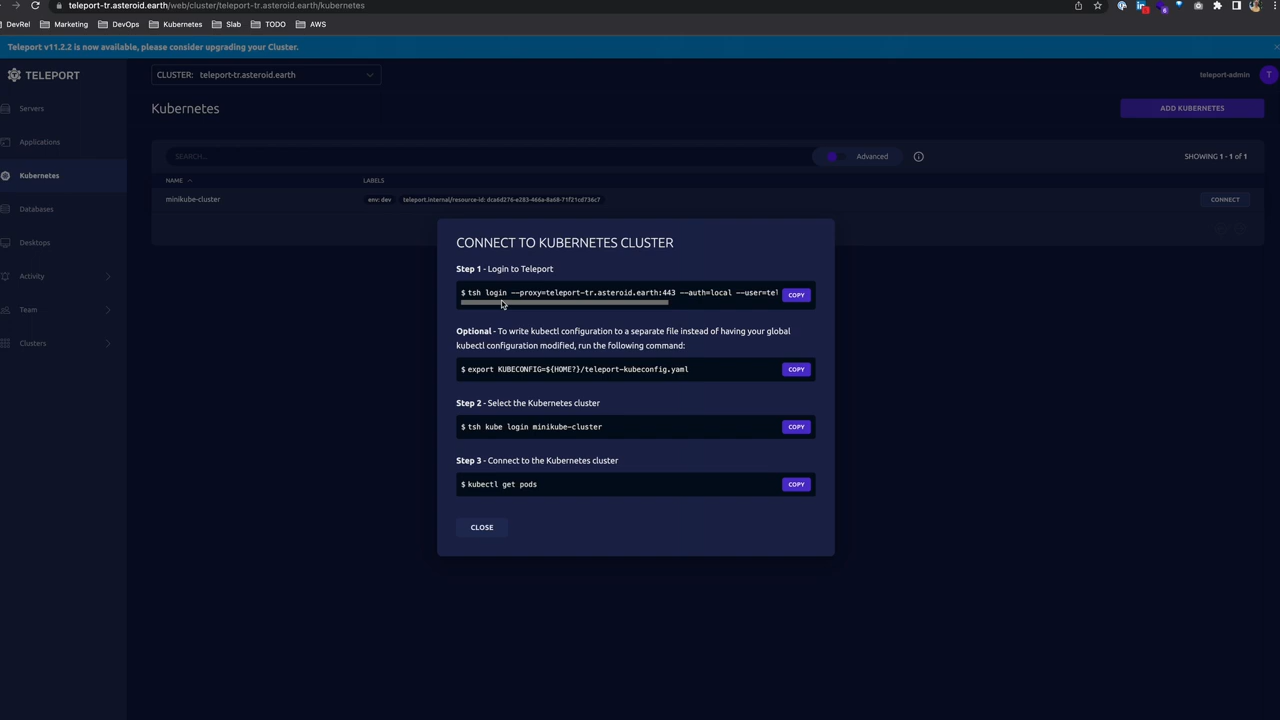 teleport-tr.asteroid.earth/web/cluster/teleport-tr.asteroid.earth/kubernetes
DevRel Marketing DevOps Kubernetes Slab TODO AWS
Teleport v11.2.2 is now available, please consider upgrading your Cluster.
TELEPORT
CLUSTER: teleport-tr.asteroid.earth
teleport-admin T
Servers
Kubernetes
ADD KUBERNETES
Applications
SEARCH...
Advanced
SHOWING 1 - 1 of 1
Kubernetes
NAME LABELS
minikube-cluster env: dev teleport.internal/resource-id: dca6d276-e283-466a-8a68-71f21cd736c7 CONNECT
Databases
Desktops
Activity
Team
Clusters
CONNECT TO KUBERNETES CLUSTER
Step 1 - Login to Teleport
$ tsh login --proxy=teleport-tr.asteroid.earth:443 --auth=local --user=tel COPY
Optional - To write kubectl configuration to a separate file instead of having your global
kubectl configuration modified, run the following command:
$ export KUBECONFIG=${HOME?}/teleport-kubeconfig.yaml COPY
Step 2 - Select the Kubernetes cluster
$ tsh kube login minikube-cluster COPY
Step 3 - Connect to the Kubernetes cluster
$ kubectl get pods COPY
CLOSE